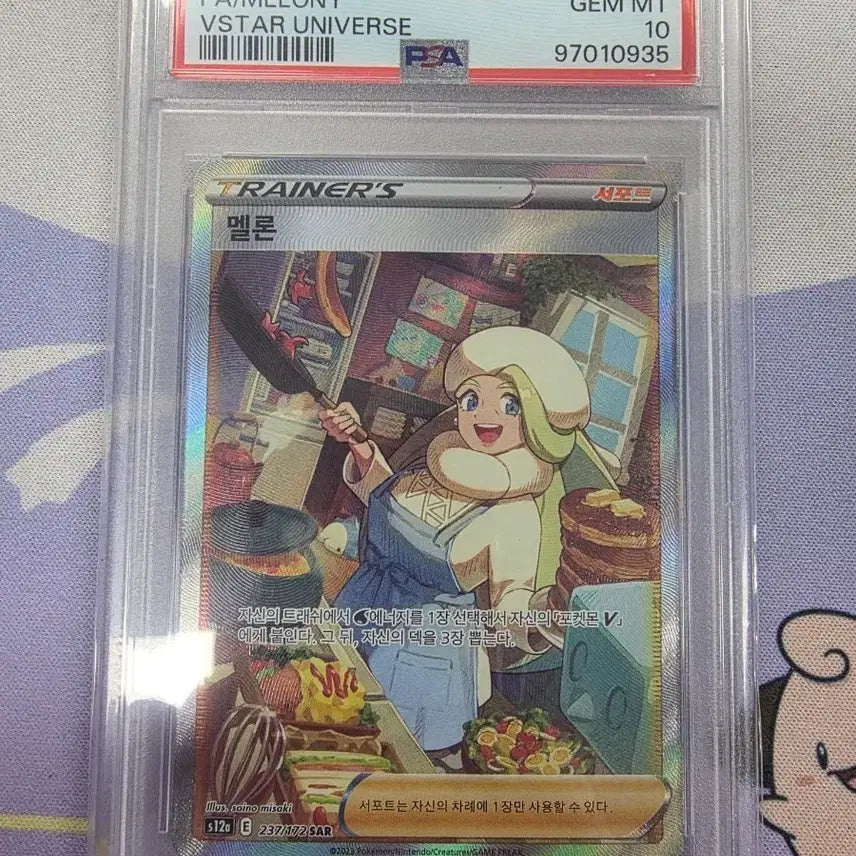 FA/MELONY
VSTAR UNIVERSE
GEM MT
10
PSA
97010935
TRAINER'S
서포트
멜론
자신의 트래쉬에서 에너지를 1장 선택해서 자신의 「포켓몬 V」
에게 붙인다. 그 뒤, 자신의 덱을 3장 뽑는다.
Illus. saino misaki
서포트는 자신의 차례에 1장만 사용할 수 있다.
s12a E 237/172 SAR
©2023 Pokémon/Nintendo/Creatures/GAME FREAK